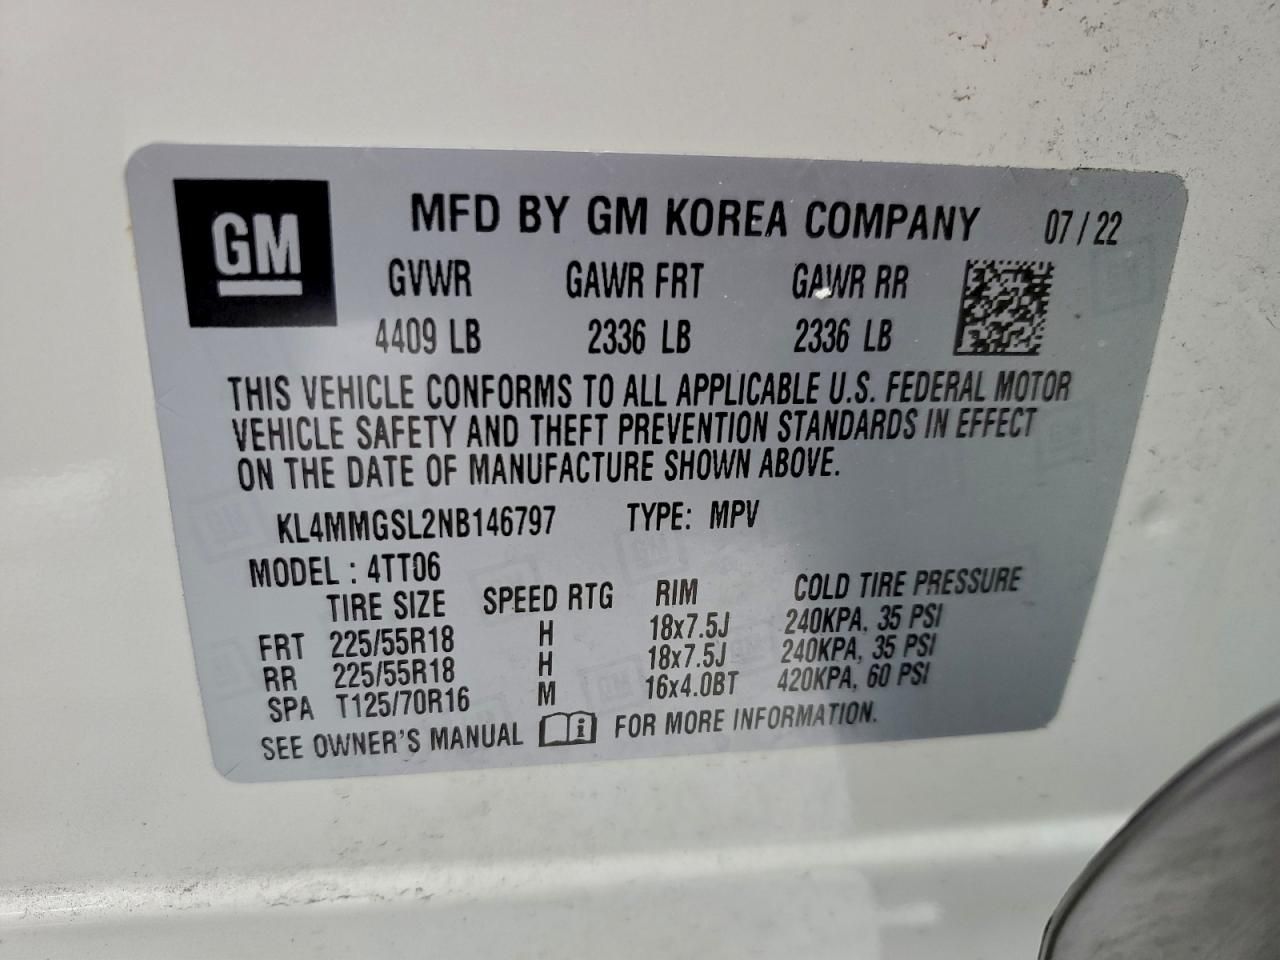 GM
MFD BY GM KOREA COMPANY 07/22
GVWR GAWR FRT GAWR RR
4409 LB 2336 LB 2336 LB
THIS VEHICLE CONFORMS TO ALL APPLICABLE U.S. FEDERAL MOTOR
VEHICLE SAFETY AND THEFT PREVENTION STANDARDS IN EFFECT
ON THE DATE OF MANUFACTURE SHOWN ABOVE.
KL4MMGSL2NB146797 TYPE: MPV
MODEL : 4TT06
TIRE SIZE SPEED RTG RIM COLD TIRE PRESSURE
FRT 225/55R18 H 18x7.5J 240KPA, 35 PSI
RR 225/55R18 H 18x7.5J 240KPA, 35 PSI
SPA T125/70R16 M 16x4.0BT 420KPA, 60 PSI
SEE OWNER'S MANUAL i FOR MORE INFORMATION.